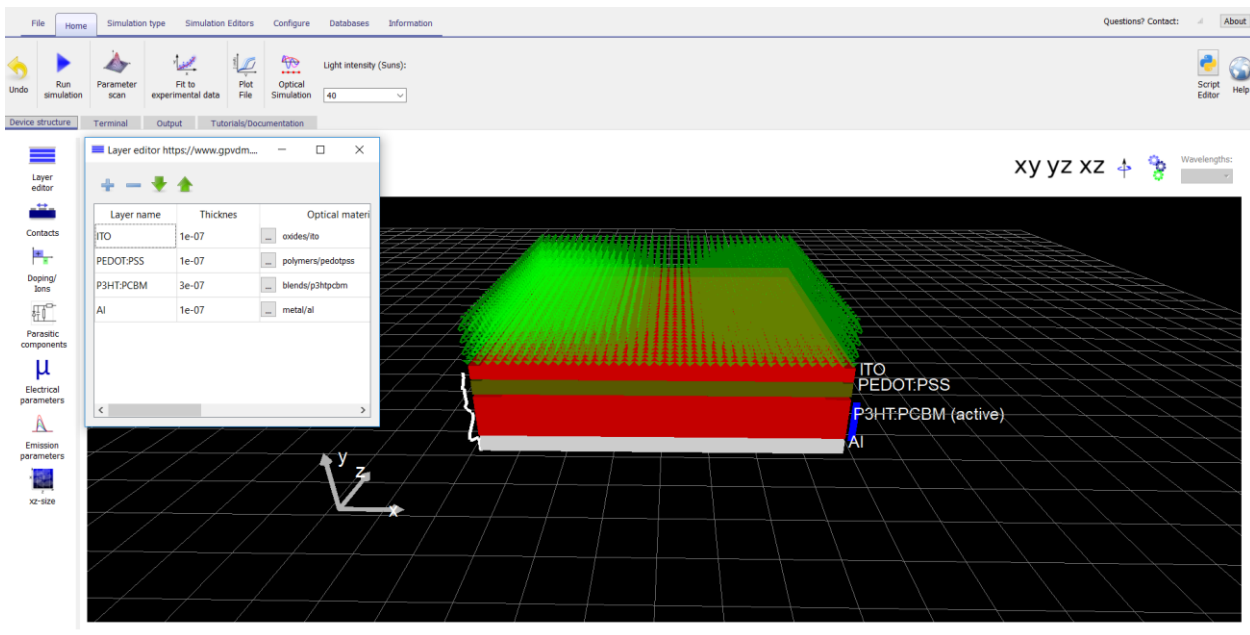 File Home Simulation type Simulation Editors Configure Databases Information Questions? Contact: About
Undo
Run simulation
Parameter scan
Fit to experimental data
Plot File
Optical Simulation
Light intensity (Suns):
40
Script Editor
Help
Device structure Terminal Output Tutorials/Documentation
Layer editor
Contacts
Doping/ Ions
Parasitic components
μ
Electrical parameters
Emission parameters
xz-size
Layer editor https://www.gpvdm....
Layer name Thicknes Optical materi
ITO 1e-07 ... oxides/ito
PEDOT:PSS 1e-07 ... polymers/pedotpss
P3HT:PCBM 3e-07 ... blends/p3htpcbm
Al 1e-07 ... metal/al
xy yz xz
Wavelengths:
ITO
PEDOT:PSS
P3HT:PCBM (active)
Al
y
z
x